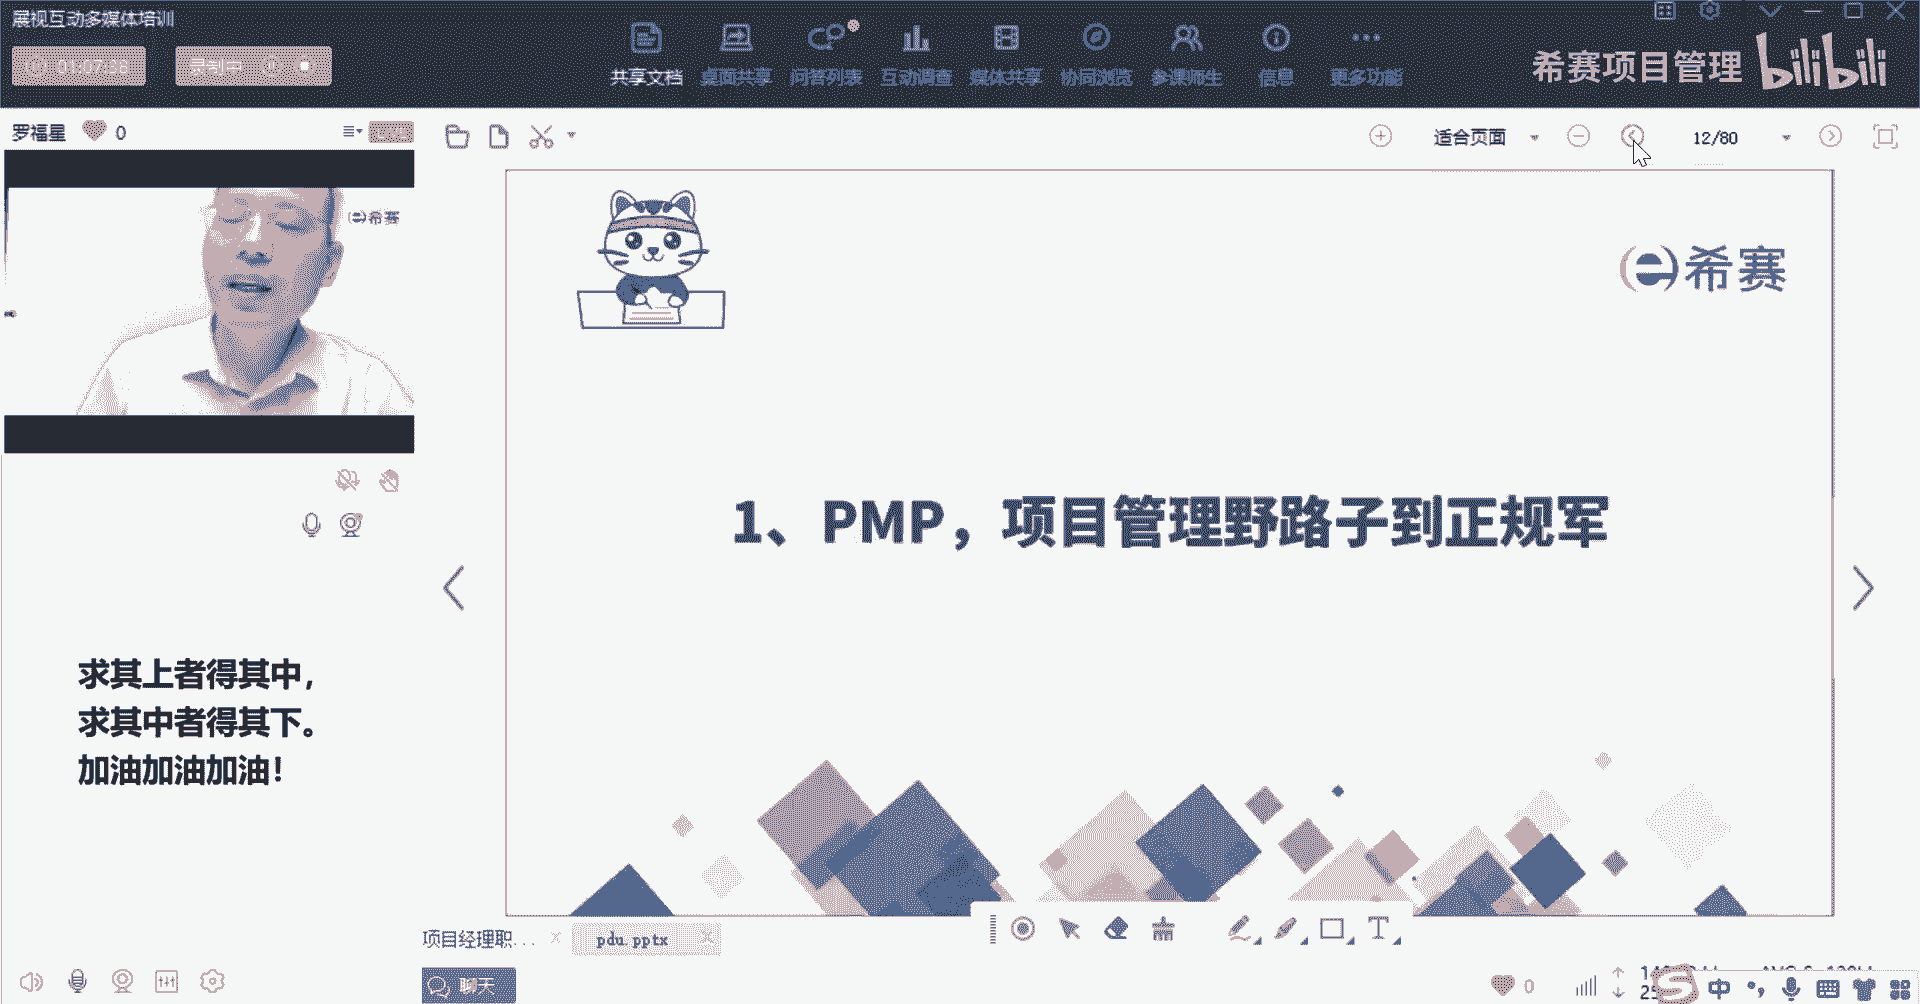 展视互动多媒体培训
01:07:38
录制中
共享文档 桌面共享 问答列表 互动调查 媒体共享 协同浏览 参课师生 信息 更多功能
希赛项目管理 bilibili
罗福星 0
适合页面
12/80
希赛
希赛
1、PMP，项目管理野路子到正规军
求其上者得其中，
求其中者得其下。
加油加油加油！
项目经理职...
pdu.pptx
聊天
0
中